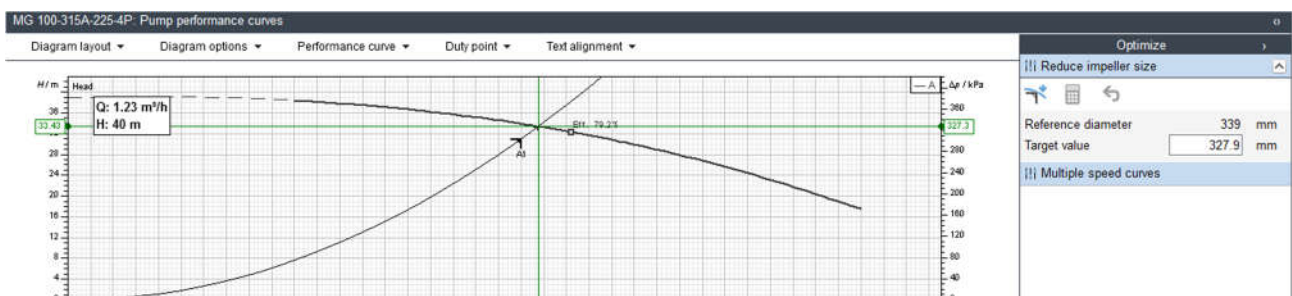 MG 100-315A-225-4P: Pump performance curves
Diagram layout Diagram options Performance curve Duty point Text alignment
Optimize
Reduce impeller size
Reference diameter 339 mm
Target value 327.9 mm
Multiple speed curves
H / m Head
A
Δp / kPa
Q: 1.23 m³/h
H: 40 m
36
33.43
28
24
20
16
12
8
4
Eff. 79.2%
A1
360
327.3
280
240
200
160
120
80
40